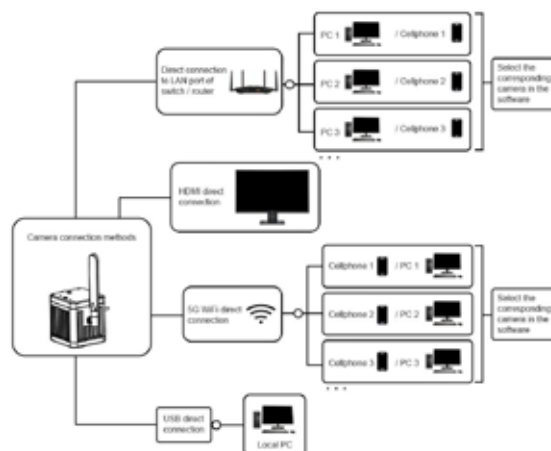 Direct connection
to LAN port of
switch / router
PC 1 / Cellphone 1
PC 2 / Cellphone 2
PC 3 / Cellphone 3
...
Select the
corresponding
camera in the
software
HDMI direct
connection
Camera connection methods
5G WiFi direct
connection
Cellphone 1 / PC 1
Cellphone 2 / PC 2
Cellphone 3 / PC 3
...
Select the
corresponding
camera in the
software
USB direct
connection
Local PC